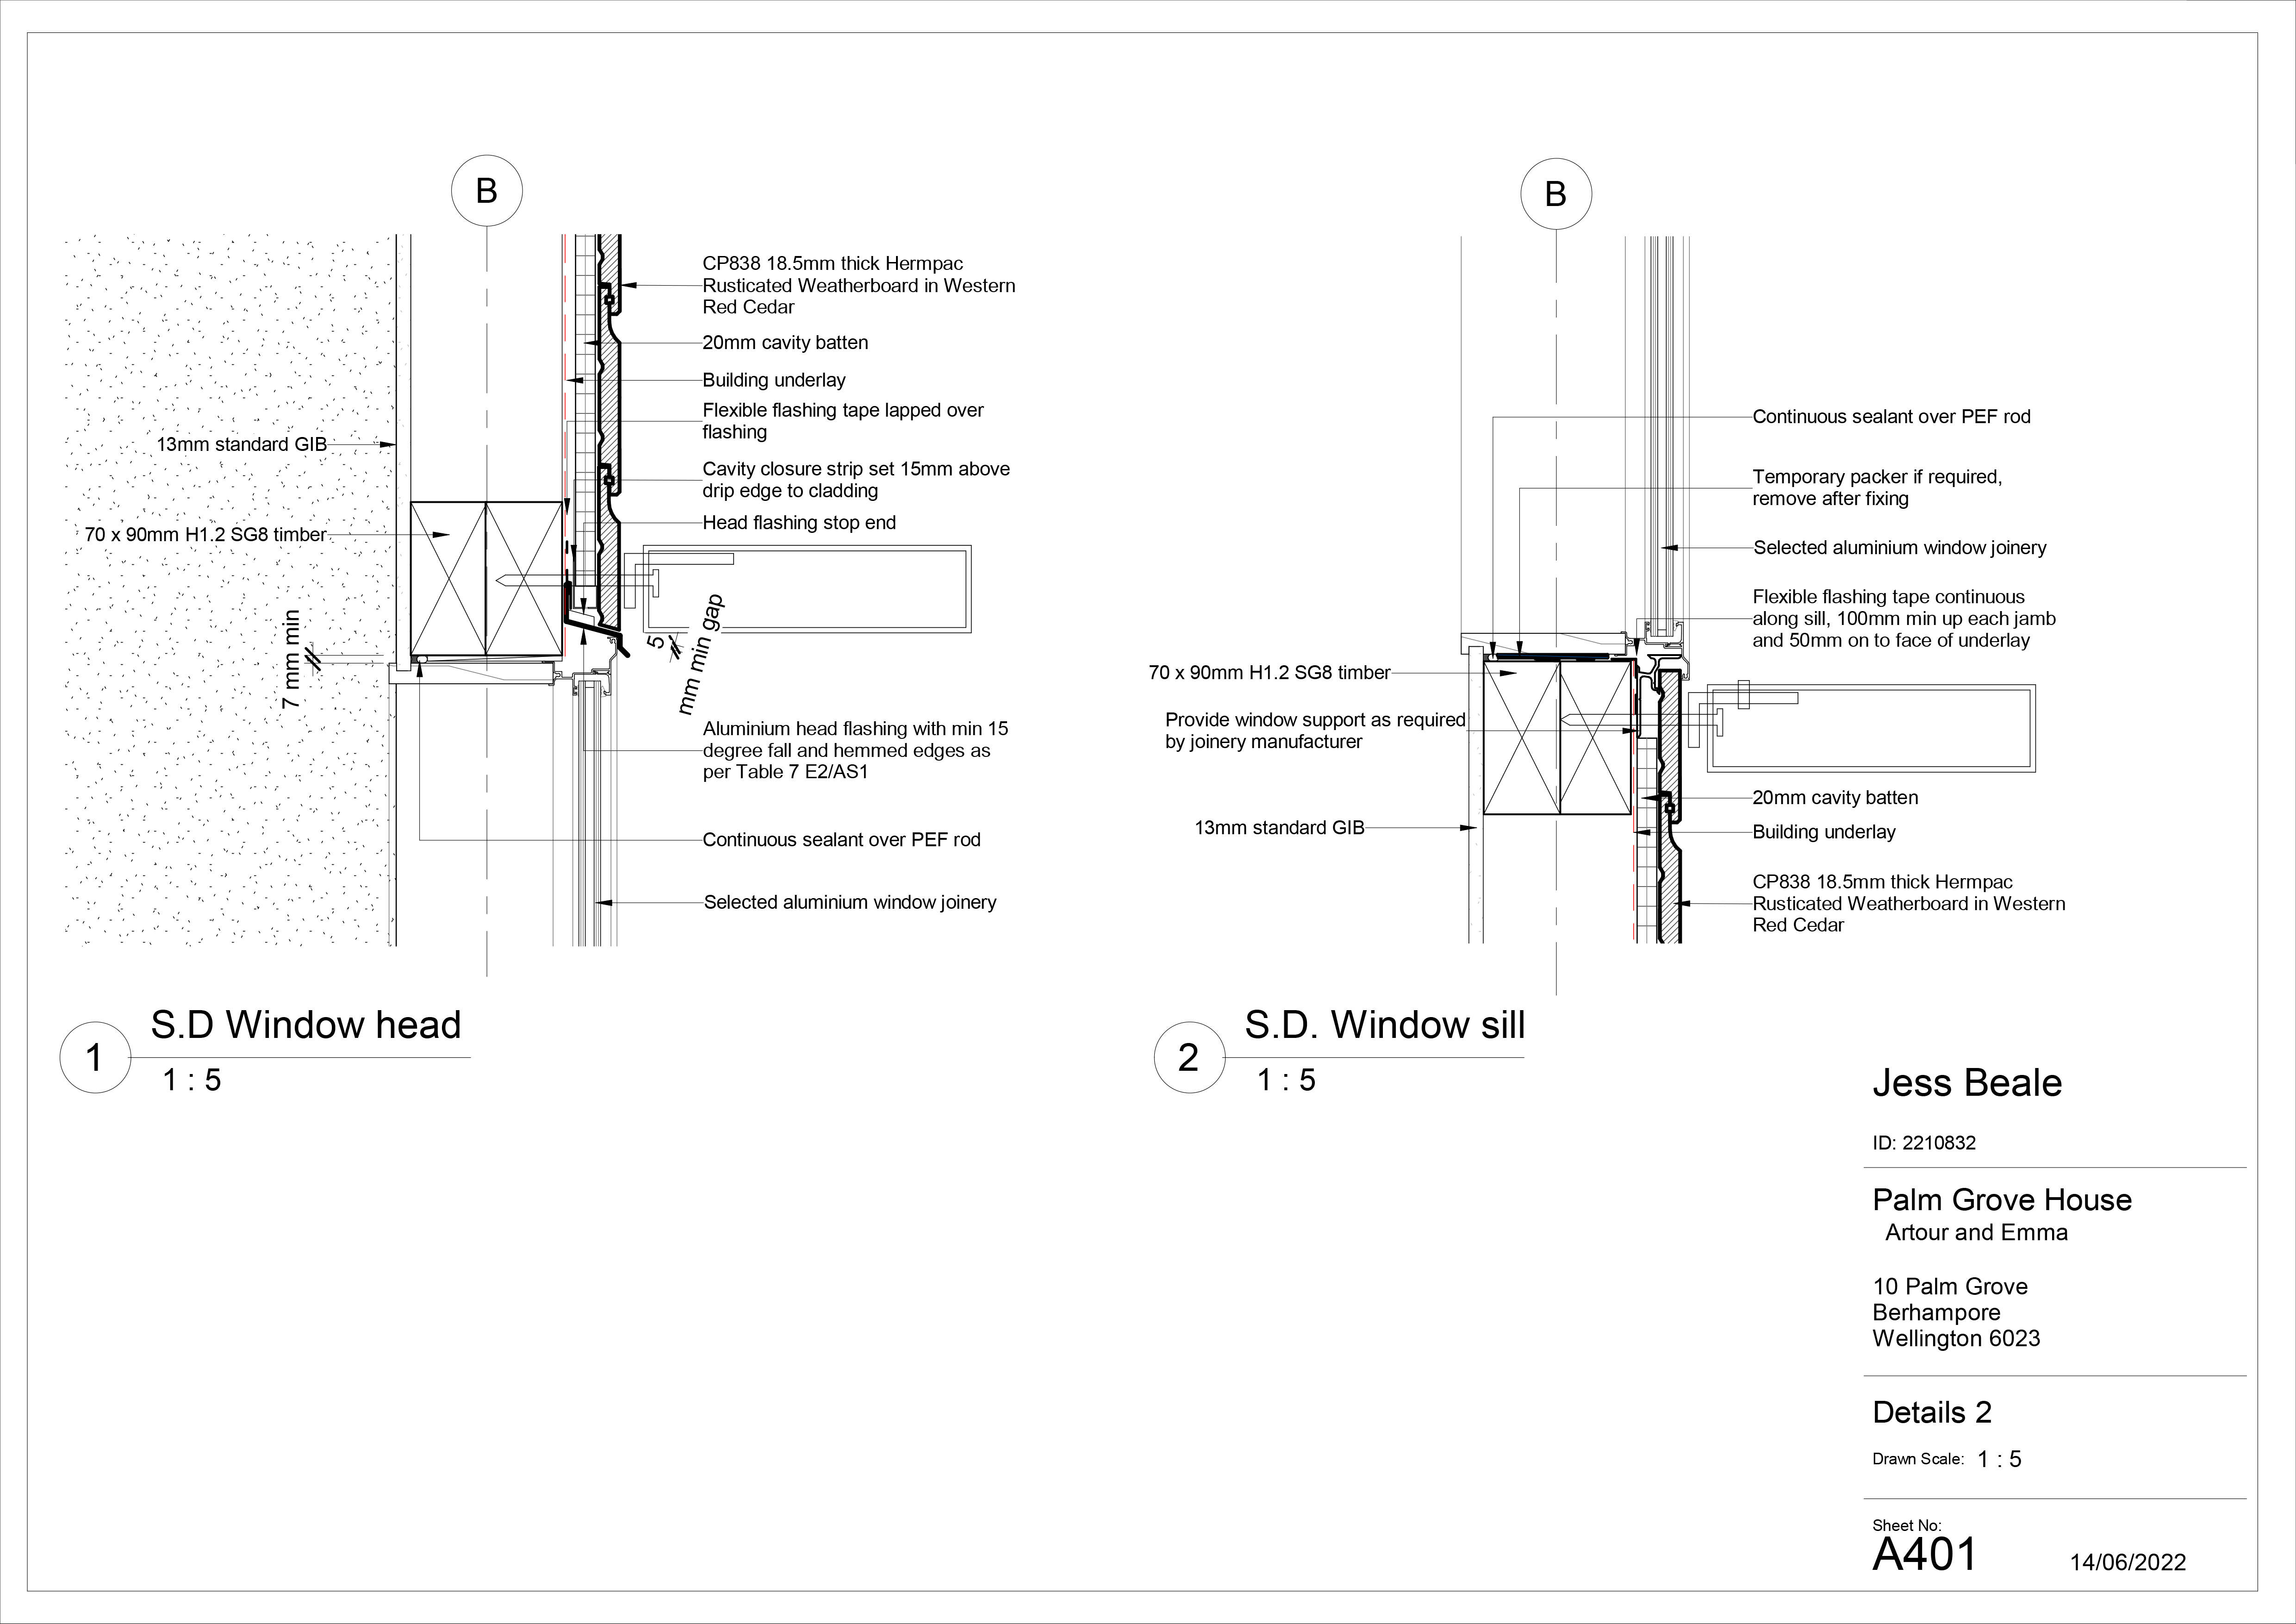 B
CP838 18.5mm thick Hermpac
Rusticated Weatherboard in Western
Red Cedar
20mm cavity batten
Building underlay
Flexible flashing tape lapped over
flashing
13mm standard GIB
Cavity closure strip set 15mm above
drip edge to cladding
Head flashing stop end
70 x 90mm H1.2 SG8 timber
7 mm min
5
mm min gap
Aluminium head flashing with min 15
degree fall and hemmed edges as
per Table 7 E2/AS1
Continuous sealant over PEF rod
Selected aluminium window joinery
1
S.D Window head
1 : 5
B
Continuous sealant over PEF rod
Temporary packer if required,
remove after fixing
Selected aluminium window joinery
Flexible flashing tape continuous
along sill, 100mm min up each jamb
and 50mm on to face of underlay
70 x 90mm H1.2 SG8 timber
Provide window support as required
by joinery manufacturer
20mm cavity batten
13mm standard GIB
Building underlay
CP838 18.5mm thick Hermpac
Rusticated Weatherboard in Western
Red Cedar
2
S.D. Window sill
1 : 5
Jess Beale
ID: 2210832
Palm Grove House
Artour and Emma
10 Palm Grove
Berhampore
Wellington 6023
Details 2
Drawn Scale: 1 : 5
Sheet No:
A401
14/06/2022